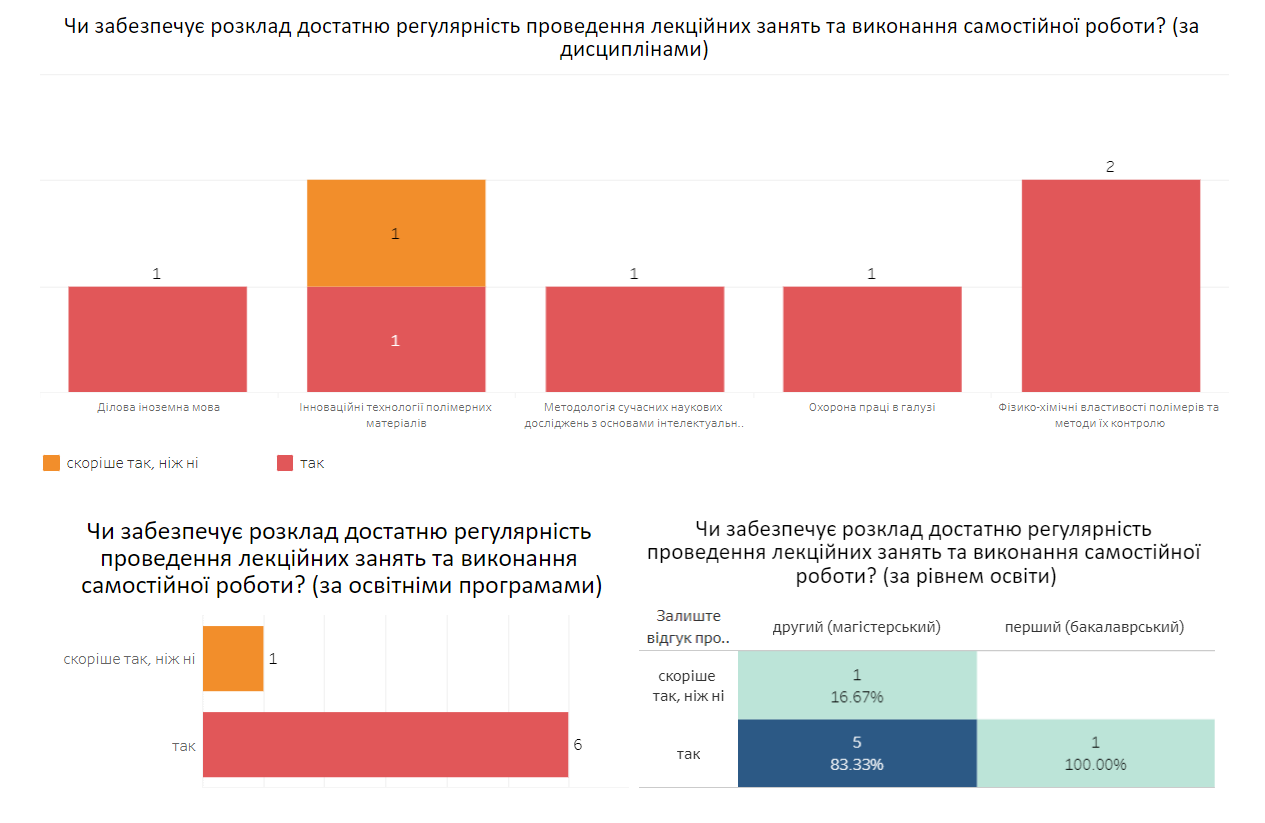 Чи забезпечує розклад достатню регулярність проведення лекційних занять та виконання самостійної роботи? (за
дисциплінами)
2
1
1
1
1
1
1
Ділова іноземна мова
Інноваційні технології полімерних
матеріалів
Методологія сучасних наукових
досліджень з основами інтелектуальн..
Охорона праці в галузі
Фізико-хімічні властивості полімерів та
методи їх контролю
скоріше так, ніж ні
так
Чи забезпечує розклад достатню регулярність
проведення лекційних занять та виконання
самостійної роботи? (за освітніми програмами)
скоріше так, ніж ні
1
так
6
Чи забезпечує розклад достатню регулярність
проведення лекційних занять та виконання самостійної
роботи? (за рівнем освіти)
Залиште
відгук про..
другий (магістерський)
перший (бакалаврський)
скоріше
так, ніж ні
1
16.67%
так
5
83.33%
1
100.00%